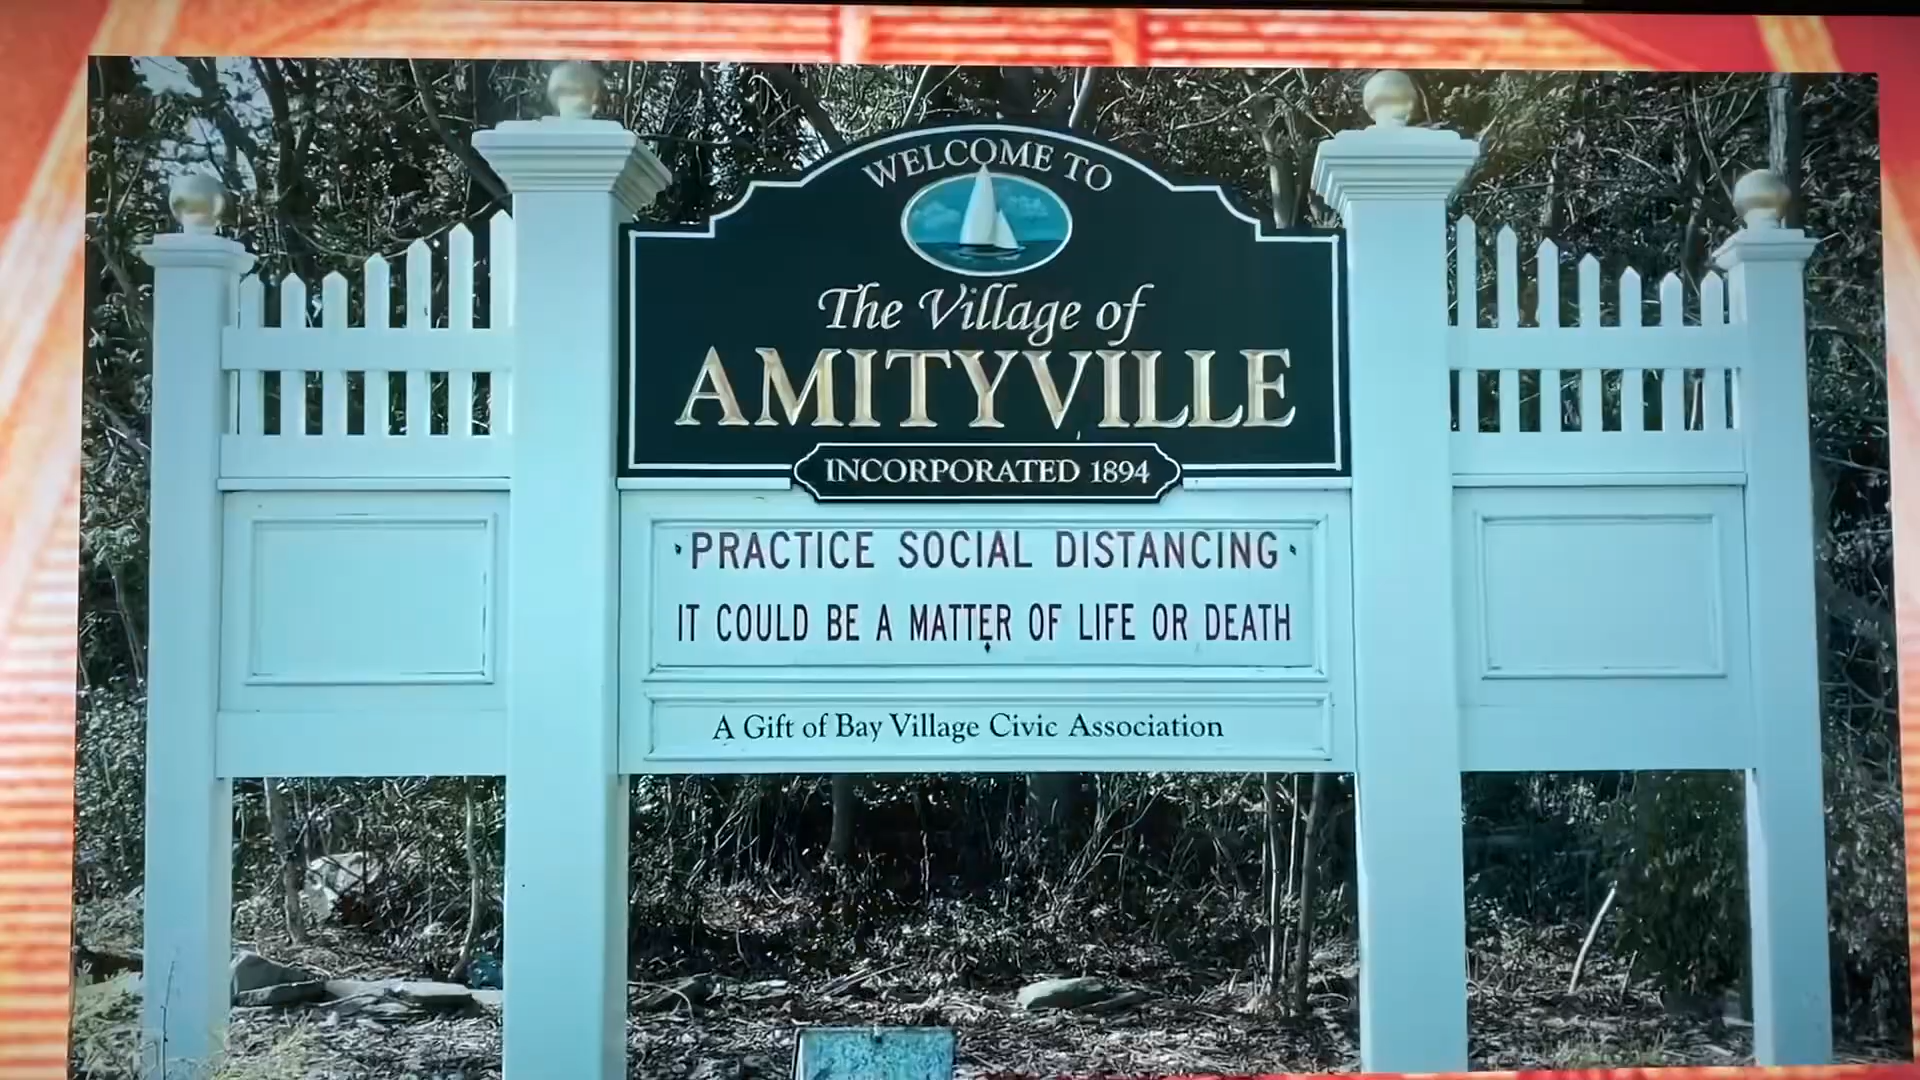 WELCOME TO
The Village of
AMITYVILLE
INCORPORATED 1894
PRACTICE SOCIAL DISTANCING
IT COULD BE A MATTER OF LIFE OR DEATH
A Gift of Bay Village Civic Association